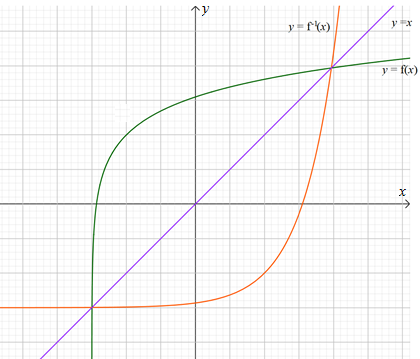 y
y = f⁻¹(x)
y =x
y = f(x)
x